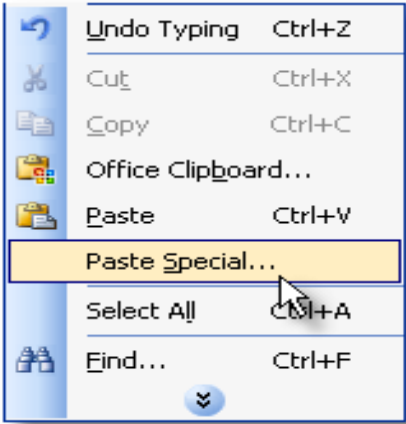 Undo Typing Ctrl+Z
Cut Ctrl+X
Copy Ctrl+C
Office Clipboard...
Paste Ctrl+V
Paste Special...
Select All Ctrl+A
Find... Ctrl+F